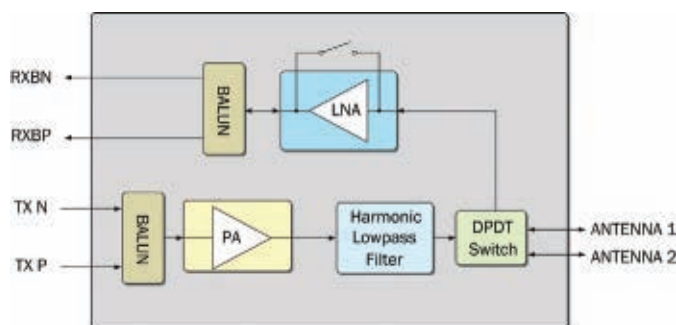 RXBN
BALUN
LNA
RXBP
TX N
BALUN
PA
Harmonic
Lowpass
Filter
DPDT
Switch
ANTENNA 1
ANTENNA 2
TX P